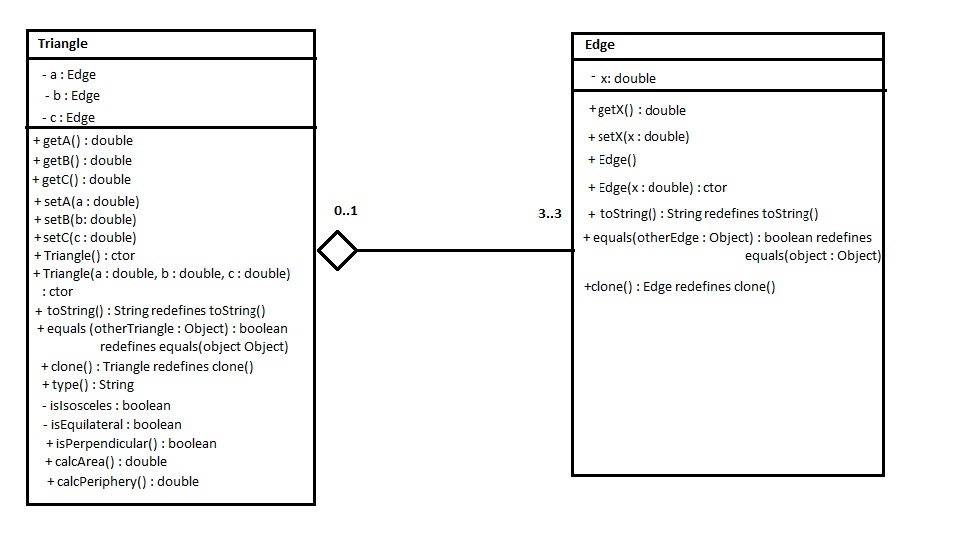 Triangle
- a : Edge
- b : Edge
- c : Edge
+ getA() : double
+ getB() : double
+ getC() : double
+ setA(a : double)
+ setB(b: double)
+ setC(c : double)
+ Triangle() : ctor
+ Triangle(a : double, b : double, c : double)
: ctor
+ toString() : String redefines toString()
+ equals (otherTriangle : Object) : boolean
redefines equals(object Object)
+ clone() : Triangle redefines clone()
+ type() : String
- isIsosceles : boolean
- isEquilateral : boolean
+ isPerpendicular() : boolean
+ calcArea() : double
+ calcPeriphery() : double
0..1
3..3
Edge
- x: double
+getX() : double
+ setX(x : double)
+ Edge()
+ Edge(x : double) : ctor
+ toString() : String redefines toString()
+ equals(otherEdge : Object) : boolean redefines
equals(object : Object)
+clone() : Edge redefines clone()